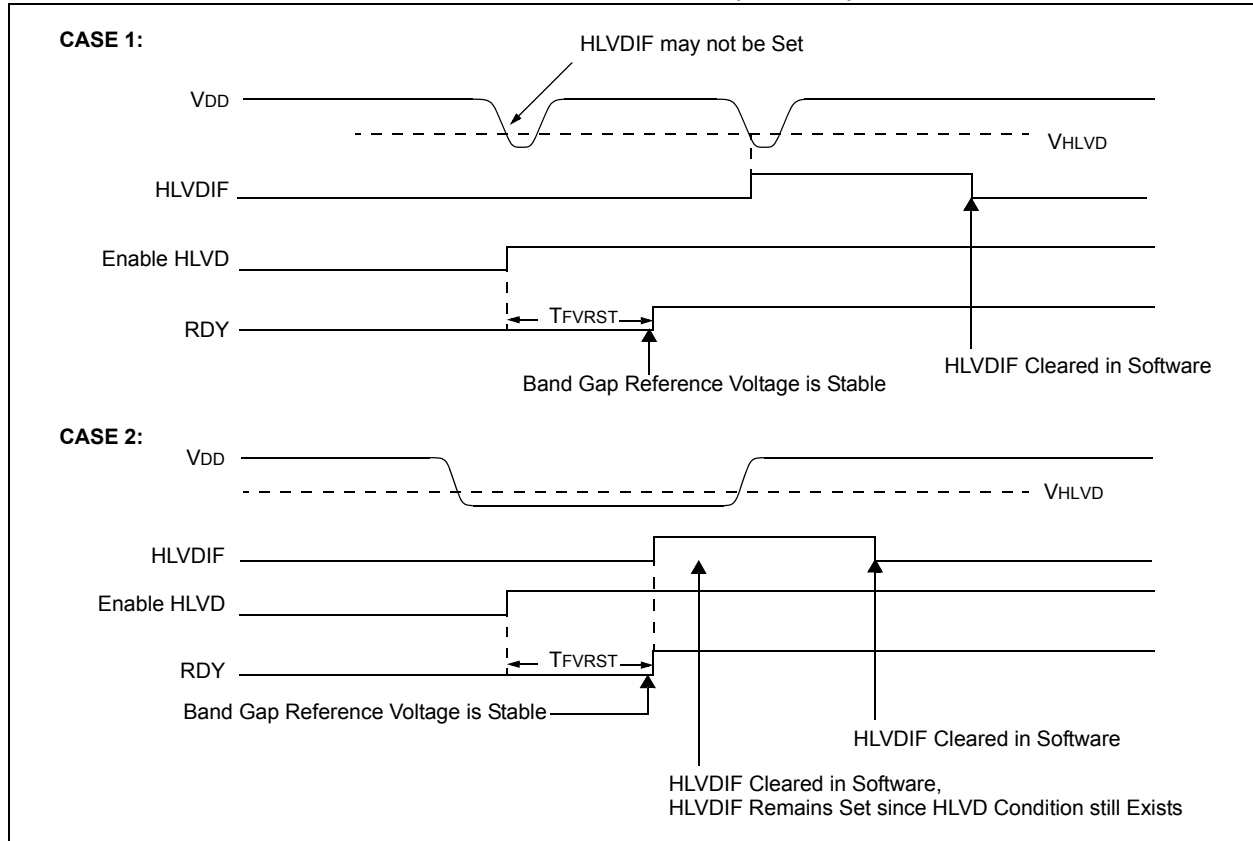 CASE 1:
HLVDIF may not be Set
VDD
VHLVD
HLVDIF
Enable HLVD
TFVRST
RDY
HLVDIF Cleared in Software
Band Gap Reference Voltage is Stable
CASE 2:
VDD
VHLVD
HLVDIF
Enable HLVD
TFVRST
RDY
Band Gap Reference Voltage is Stable
HLVDIF Cleared in Software
HLVDIF Cleared in Software,
HLVDIF Remains Set since HLVD Condition still Exists